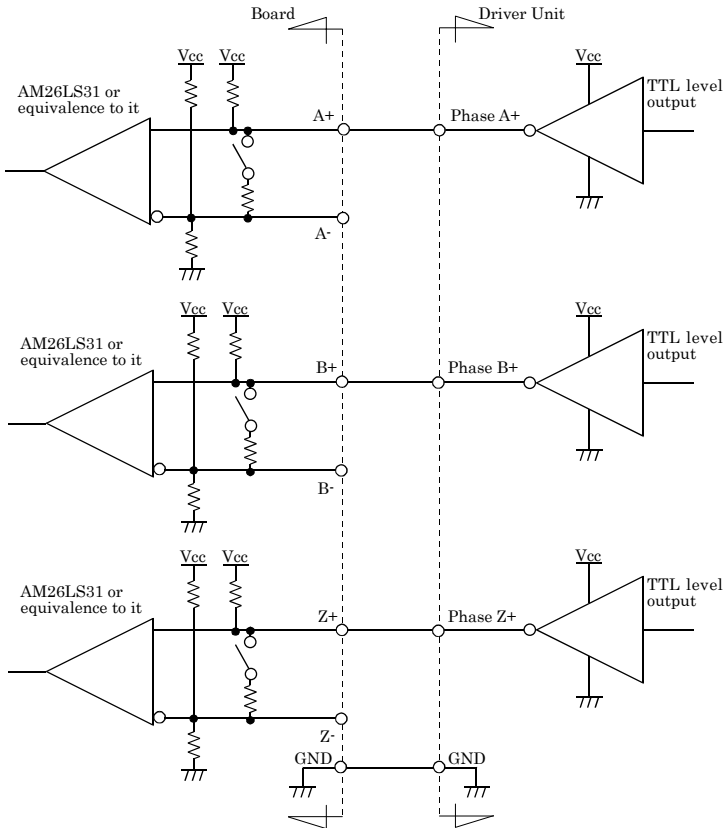 Board
Driver Unit
Vcc
Vcc
Vcc
AM26LS31 or
equivalence to it
TTL level
output
A+
Phase A+
A-
Vcc
Vcc
Vcc
AM26LS31 or
equivalence to it
TTL level
output
B+
Phase B+
B-
Vcc
Vcc
Vcc
AM26LS31 or
equivalence to it
TTL level
output
Z+
Phase Z+
Z-
GND
GND